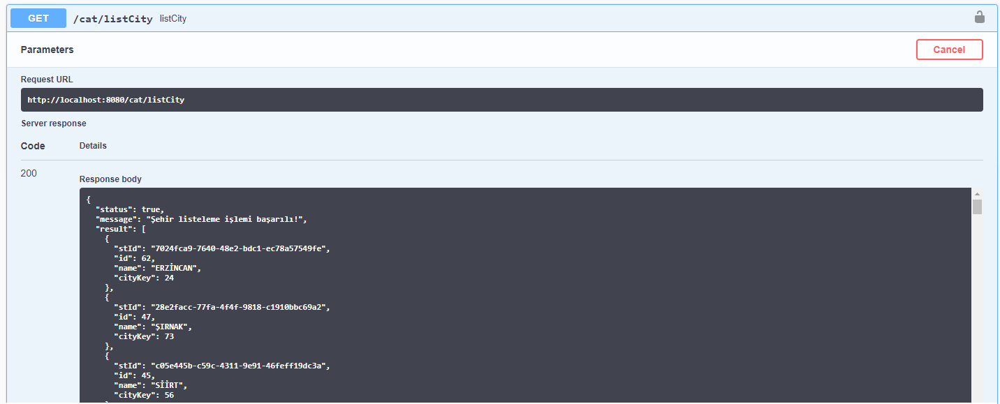 GET /cat/listCity listCity
Parameters Cancel
Request URL
http://localhost:8080/cat/listCity
Server response
Code Details
200
Response body
{
"status": true,
"message": "Şehir listeleme işlemi başarılı!",
"result": [
{
"stId": "7024fca9-7640-48e2-bdc1-ec78a57549fe",
"id": 62,
"name": "ERZİNCAN",
"cityKey": 24
},
{
"stId": "28e2facc-77fa-4f4f-9818-c1910bbc69a2",
"id": 47,
"name": "ŞIRNAK",
"cityKey": 73
},
{
"stId": "c05e445b-c59c-4311-9e91-46feff19dc3a",
"id": 45,
"name": "SİİRT",
"cityKey": 56